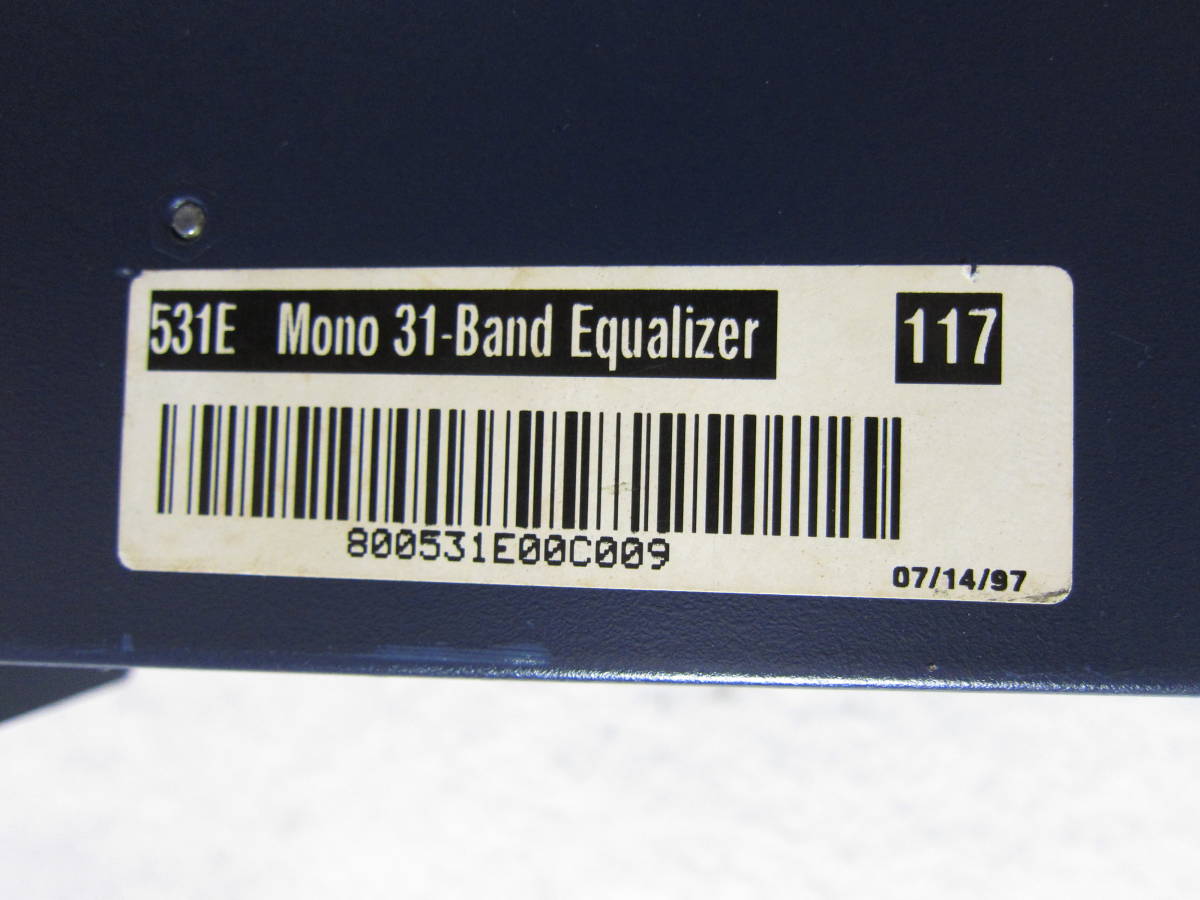 531E Mono 31-Band Equalizer 117
800531E00C009
07/14/97